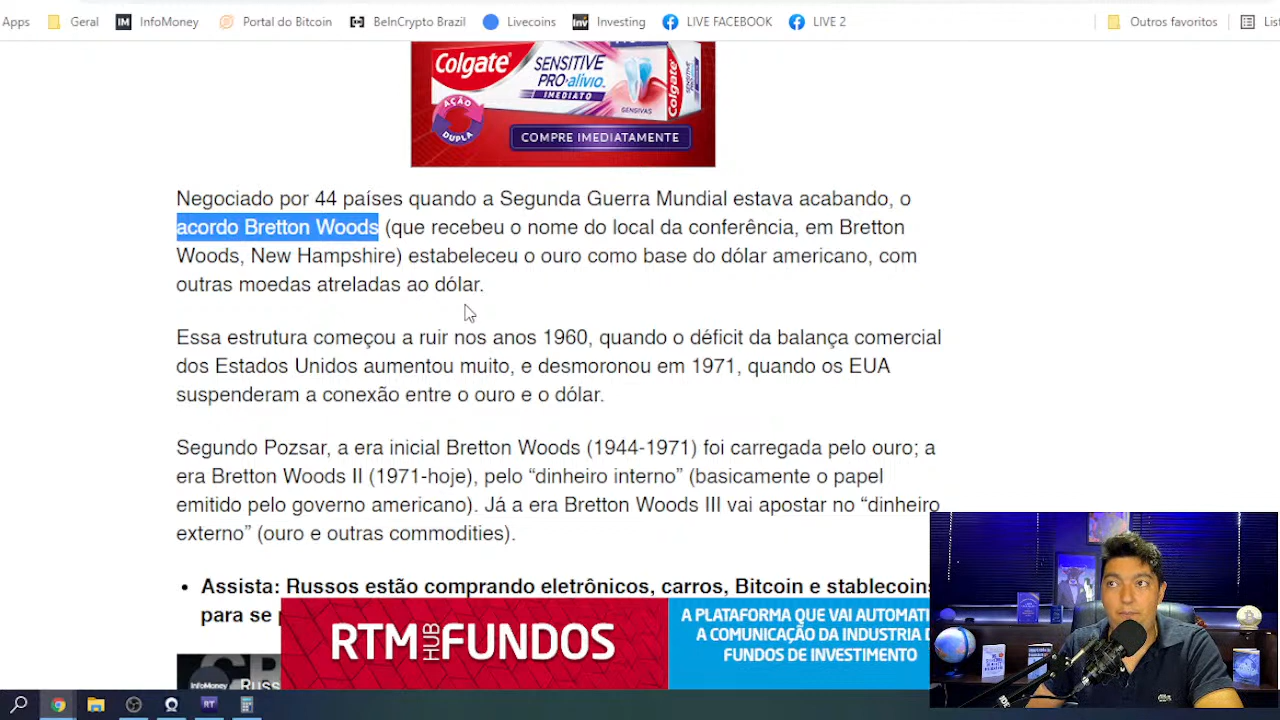 Apps Geral InfoMoney Portal do Bitcoin BeInCrypto Brazil Livecoins Investing LIVE FACEBOOK LIVE 2 Outros favoritos
Colgate SENSITIVE
PRO-ALÍVIO
IMEDIATO
AÇÃO
DUPLA
GENGIVAS
Colgate
COMPRE IMEDIATAMENTE
Negociado por 44 países quando a Segunda Guerra Mundial estava acabando, o
acordo Bretton Woods (que recebeu o nome do local da conferência, em Bretton
Woods, New Hampshire) estabeleceu o ouro como base do dólar americano, com
outras moedas atreladas ao dólar.
Essa estrutura começou a ruir nos anos 1960, quando o déficit da balança comercial
dos Estados Unidos aumentou muito, e desmoronou em 1971, quando os EUA
suspenderam a conexão entre o ouro e o dólar.
Segundo Pozsar, a era inicial Bretton Woods (1944-1971) foi carregada pelo ouro; a
era Bretton Woods II (1971-hoje), pelo “dinheiro interno” (basicamente o papel
emitido pelo governo americano). Já a era Bretton Woods III vai apostar no “dinheiro
externo” (ouro e outras commodities).
• Assista: Russos estão comprando eletrônicos, carros, Bitcoin e stablecoins
para se
RTM HUB FUNDOS
A PLATAFORMA QUE VAI
A COMUNICAÇÃO DA INDUSTRIA
FUNDOS DE INVESTIMENTO
InfoMoney
RT